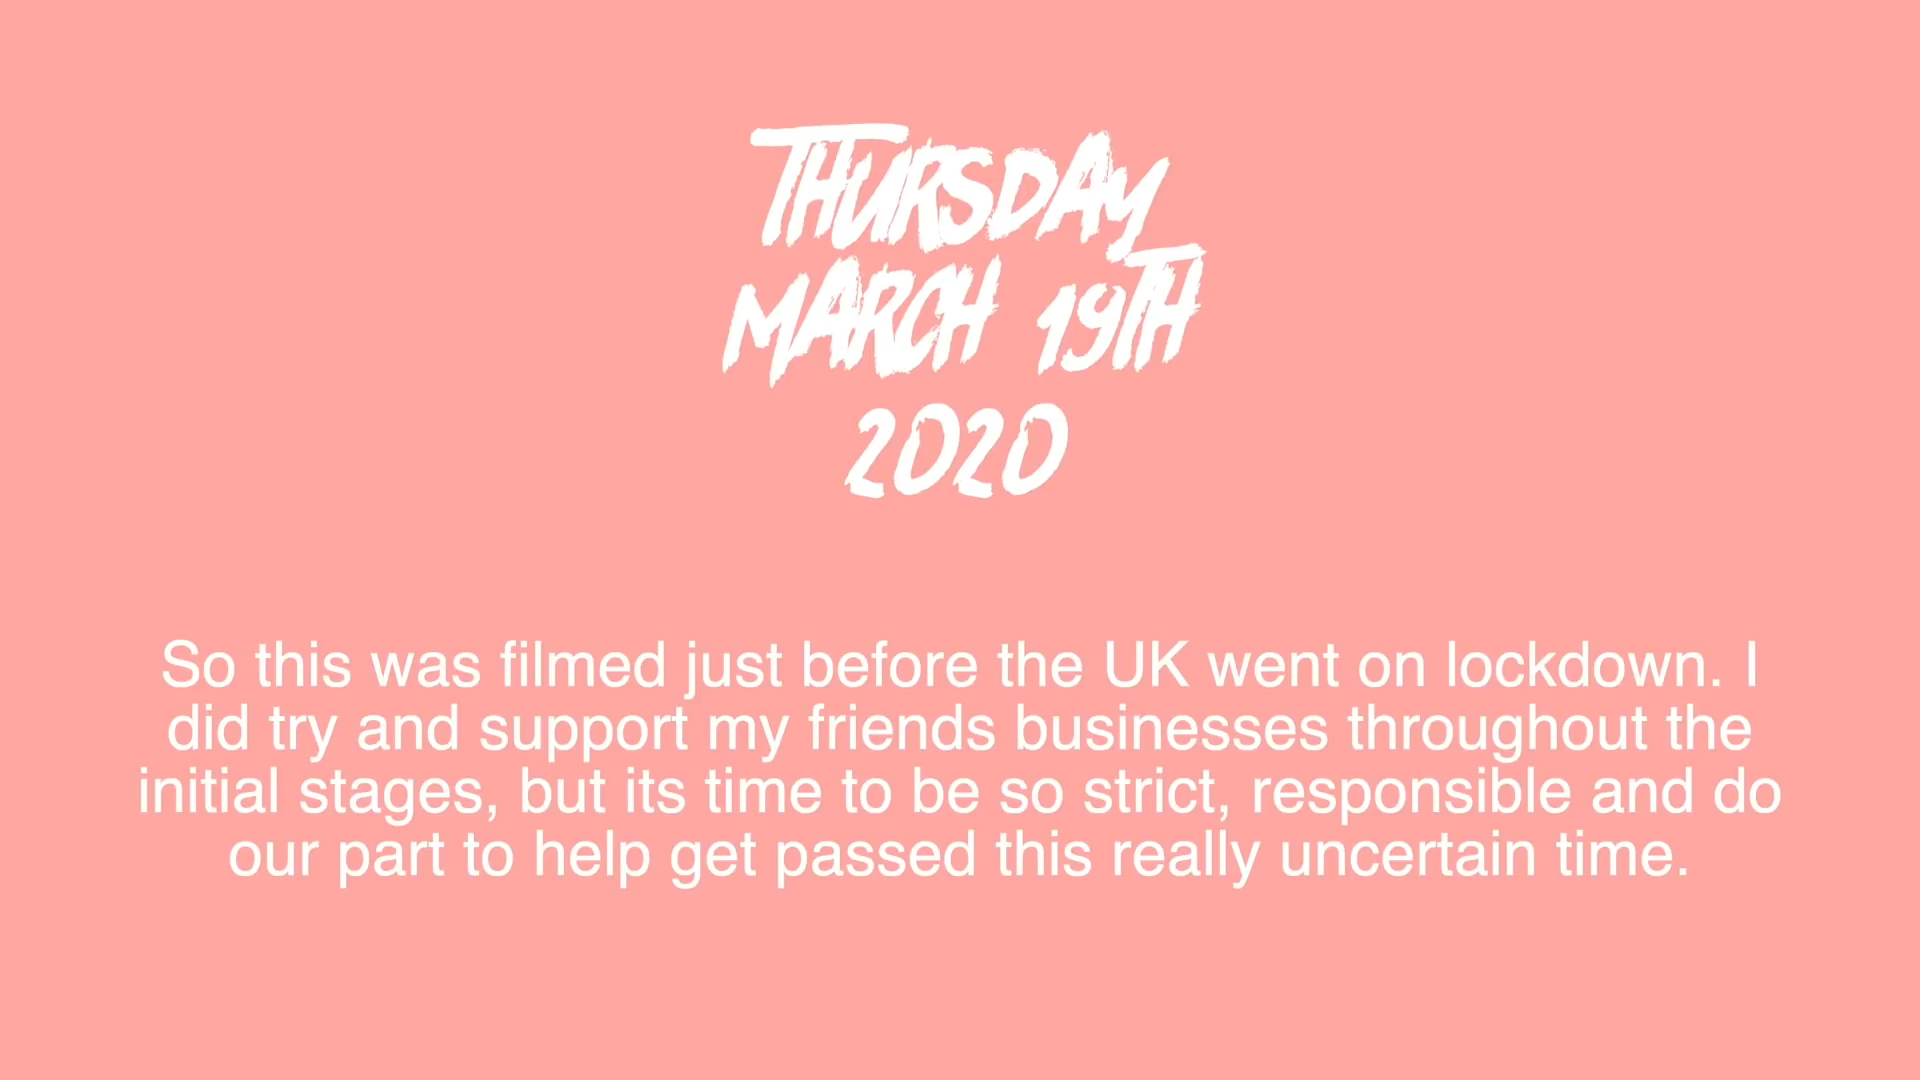 THURSDAY
MARCH 19TH
2020
So this was filmed just before the UK went on lockdown. I
did try and support my friends businesses throughout the
initial stages, but its time to be so strict, responsible and do
our part to help get passed this really uncertain time.